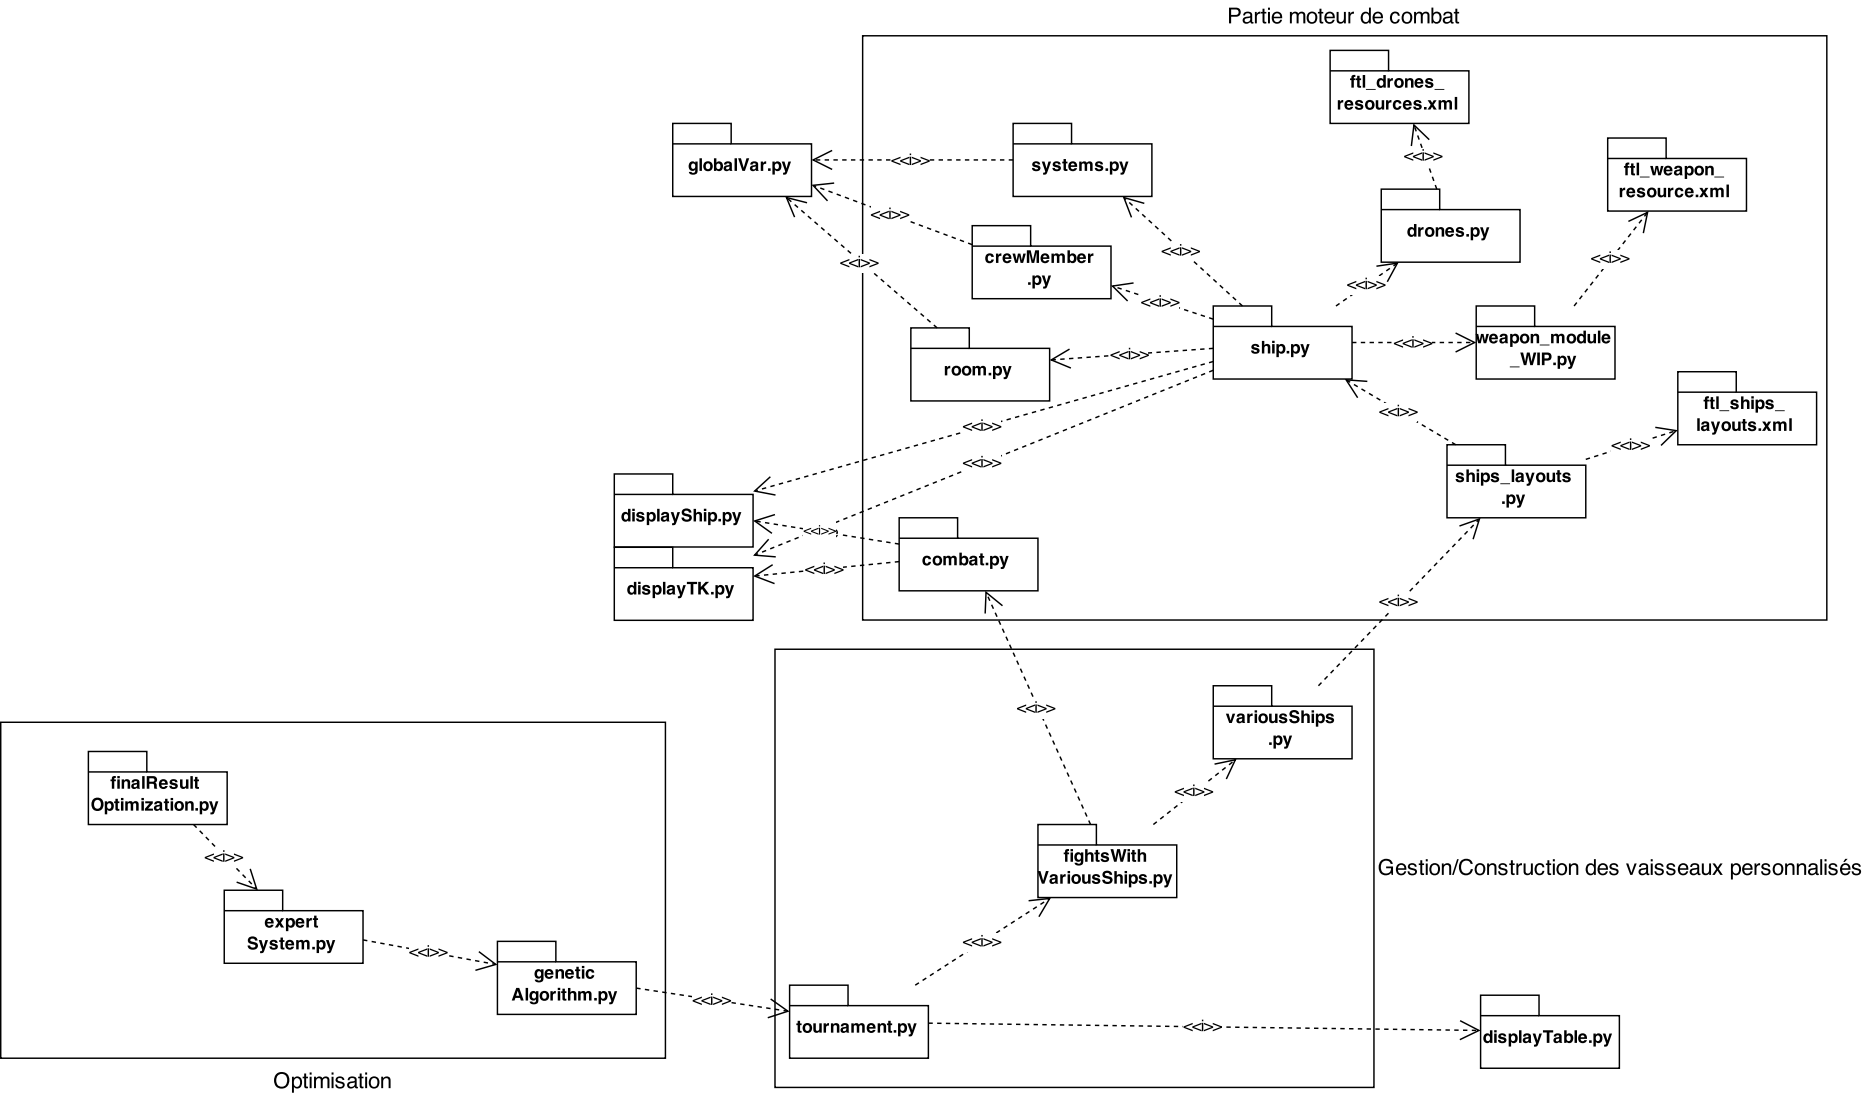 Partie moteur de combat
ftl_drones_
resources.xml
globalVar.py
systems.py
ftl_weapon_
resource.xml
drones.py
crewMember
.py
ship.py
weapon_module
_WIP.py
room.py
ftl_ships_
layouts.xml
ships_layouts
.py
displayShip.py
combat.py
displayTK.py
variousShips
.py
finalResult
Optimization.py
fightsWith
VariousShips.py
Gestion/Construction des vaisseaux personnalisés
expert
System.py
genetic
Algorithm.py
tournament.py
displayTable.py
Optimisation